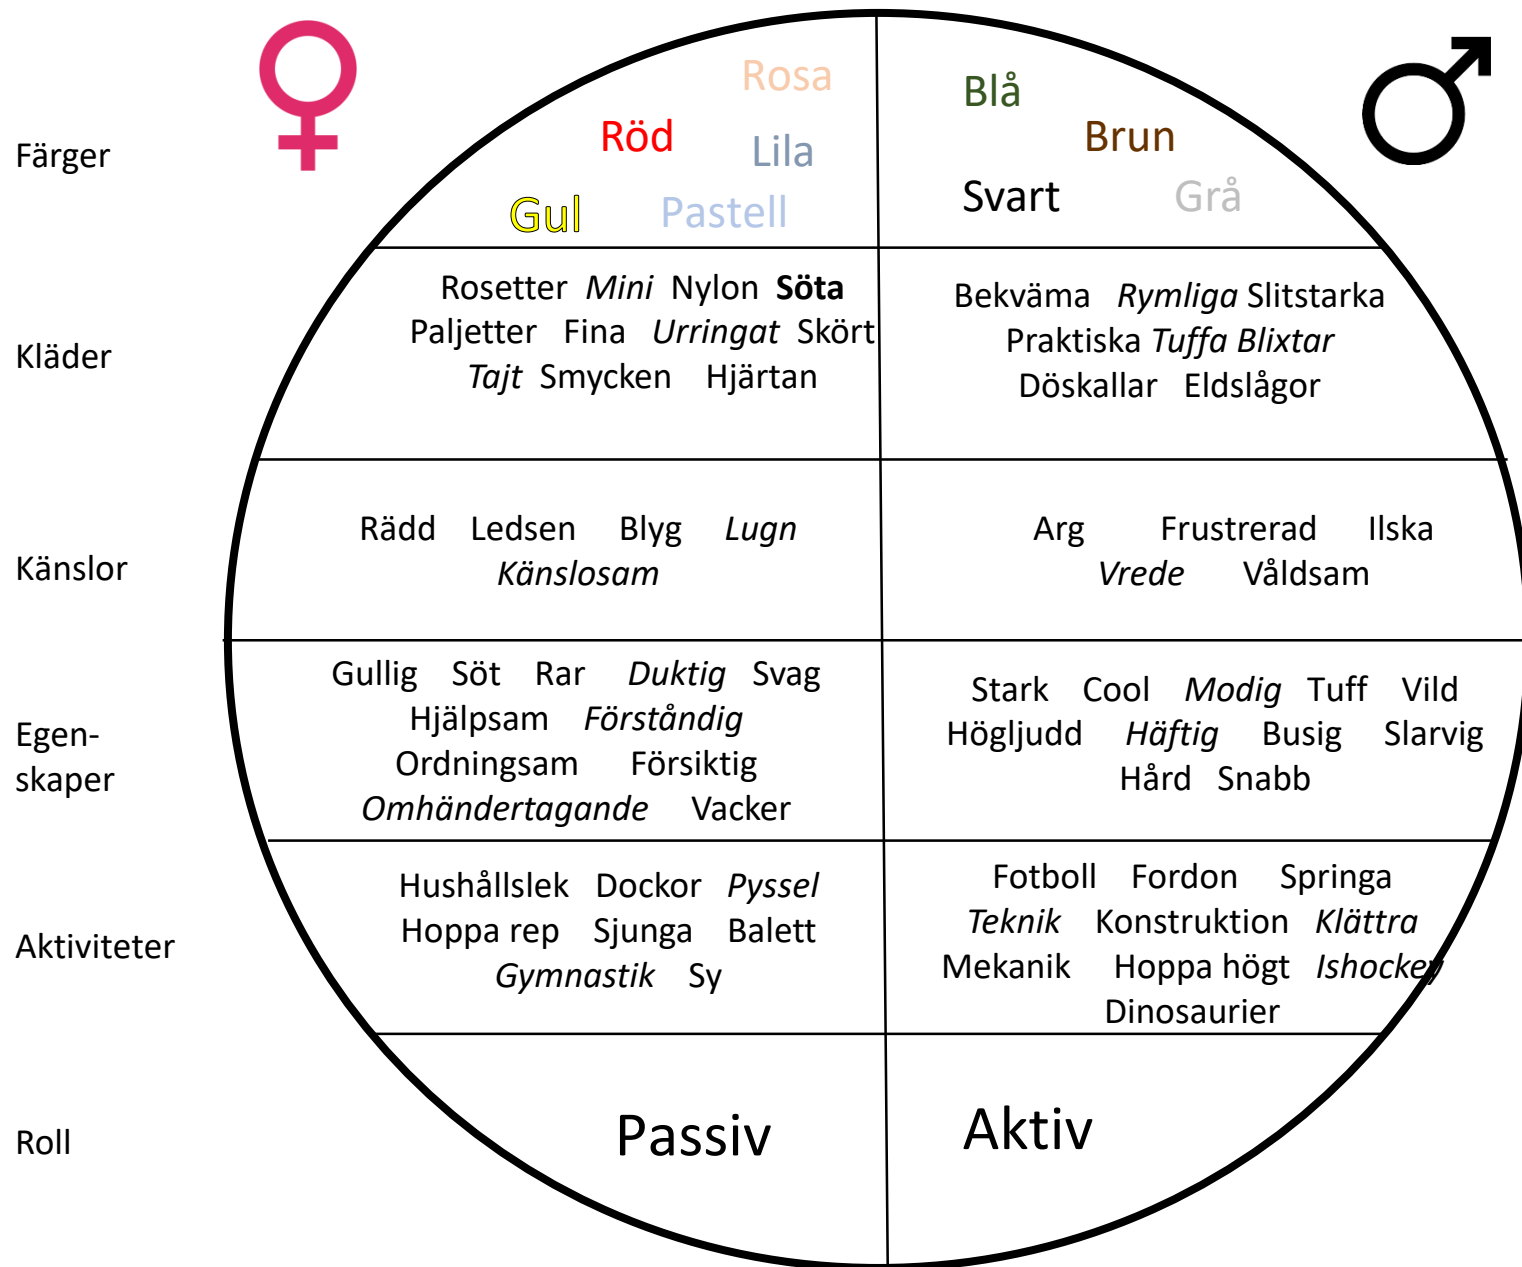 Färger
Rosa
Röd
Lila
Gul
Pastell
Blå
Brun
Svart
Grå
Kläder
Rosetter Mini Nylon Söta
Paljetter Fina Urringat Skört
Tajt Smycken Hjärtan
Bekväma Rymliga Slitstarka
Praktiska Tuffa Blixtar
Döskallar Eldslågor
Känslor
Rädd Ledsen Blyg Lugn
Känslosam
Arg Frustrerad Ilska
Vrede Våldsam
Egen-
skaper
Gullig Söt Rar Duktig Svag
Hjälpsam Förståndig
Ordningsam Försiktig
Omhändertagande Vacker
Stark Cool Modig Tuff Vild
Högljudd Häftig Busig Slarvig
Hård Snabb
Aktiviteter
Hushållslek Dockor Pyssel
Hoppa rep Sjunga Balett
Gymnastik Sy
Fotboll Fordon Springa
Teknik Konstruktion Klättra
Mekanik Hoppa högt Ishockey
Dinosaurier
Roll
Passiv
Aktiv